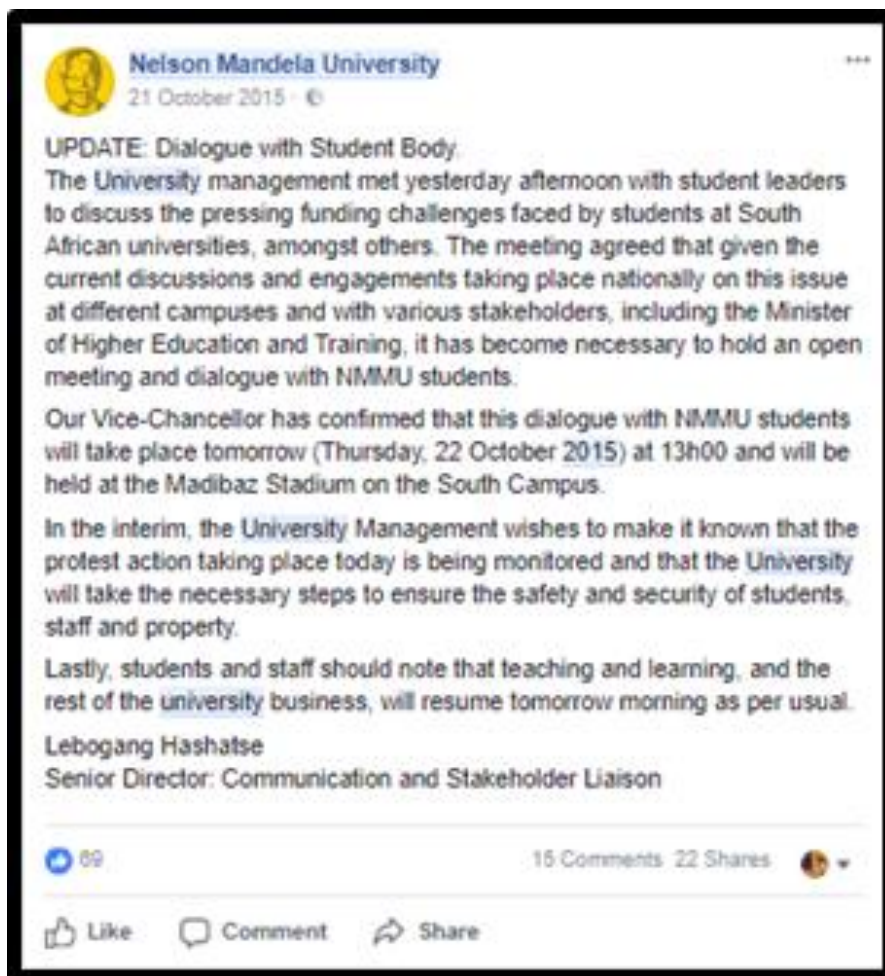 Nelson Mandela University
21 October 2015
UPDATE: Dialogue with Student Body.
The University management met yesterday afternoon with student leaders
to discuss the pressing funding challenges faced by students at South
African universities, amongst others. The meeting agreed that given the
current discussions and engagements taking place nationally on this issue
at different campuses and with various stakeholders, including the Minister
of Higher Education and Training, it has become necessary to hold an open
meeting and dialogue with NMMU students.
Our Vice-Chancellor has confirmed that this dialogue with NMMU students
will take place tomorrow (Thursday, 22 October 2015) at 13h00 and will be
held at the Madibaz Stadium on the South Campus.
In the interim, the University Management wishes to make it known that the
protest action taking place today is being monitored and that the University
will take the necessary steps to ensure the safety and security of students,
staff and property.
Lastly, students and staff should note that teaching and learning, and the
rest of the university business, will resume tomorrow morning as per usual.
Lebogang Hashatse
Senior Director: Communication and Stakeholder Liaison
69 15 Comments 22 Shares
Like Comment Share